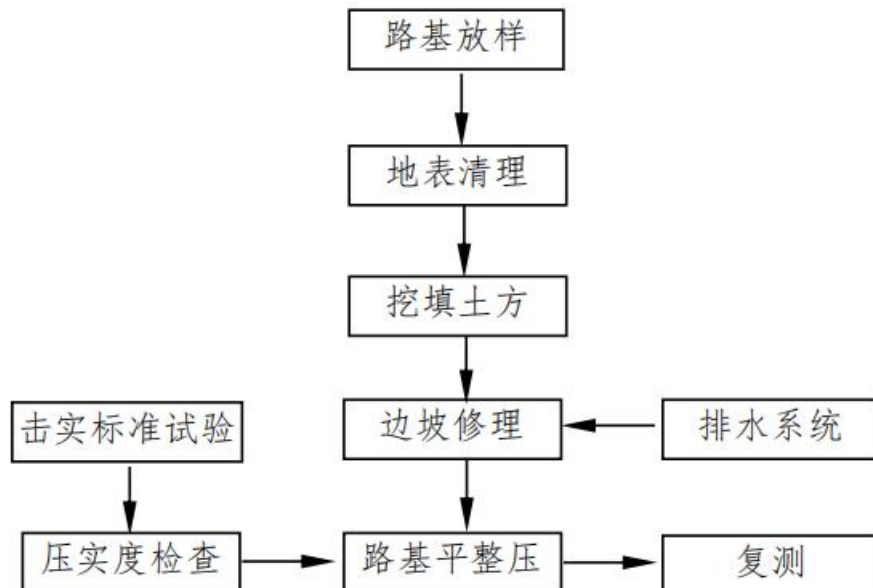 路基放样
地表清理
挖填土方
击实标准试验
边坡修理
排水系统
压实度检查
路基平整压
复测